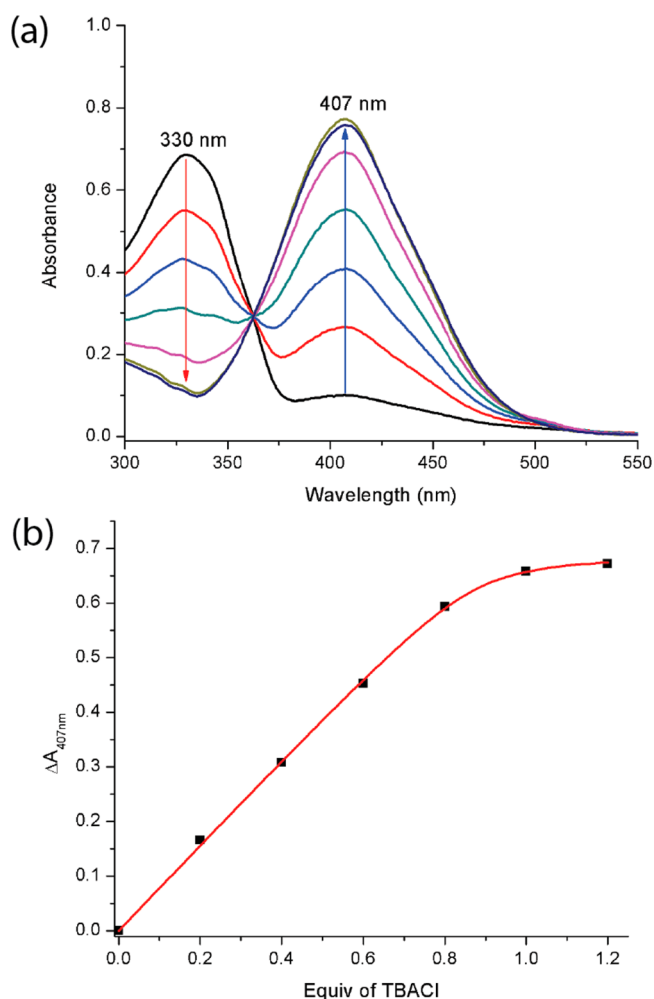 (a)
1.0
0.8
0.6
0.4
0.2
0.0
Absorbance
330 nm
407 nm
300 350 400 450 500 550
Wavelength (nm)
(b)
0.7
0.6
0.5
0.4
0.3
0.2
0.1
0.0
ΔA407nm
0.0 0.2 0.4 0.6 0.8 1.0 1.2
Equiv of TBACl